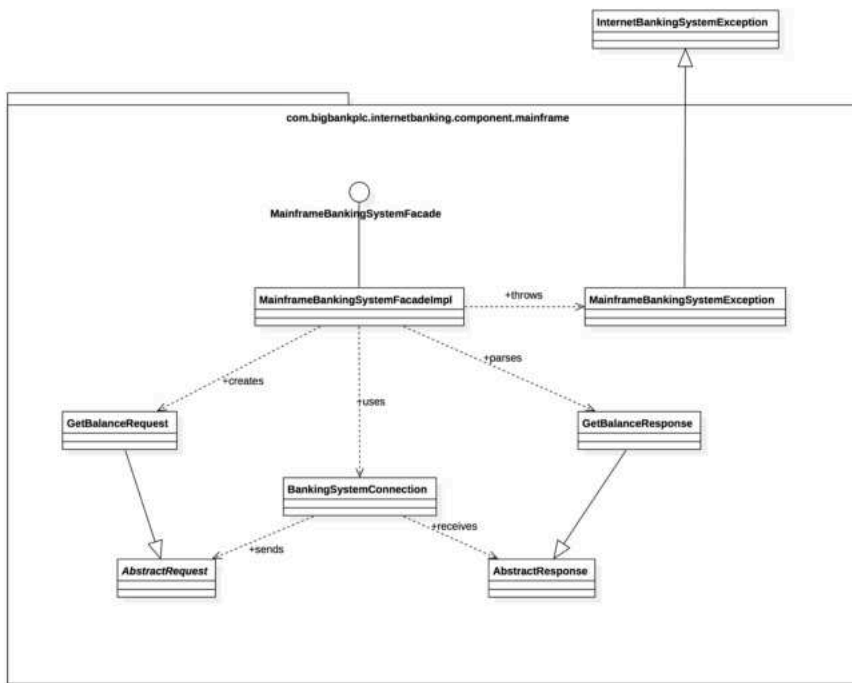 InternetBankingSystemException
com.bigbankplc.internetbanking.component.mainframe
MainframeBankingSystemFacade
MainframeBankingSystemFacadeImpl
+throws
MainframeBankingSystemException
+creates
+uses
+parses
GetBalanceRequest
GetBalanceResponse
BankingSystemConnection
+sends
+receives
AbstractRequest
AbstractResponse